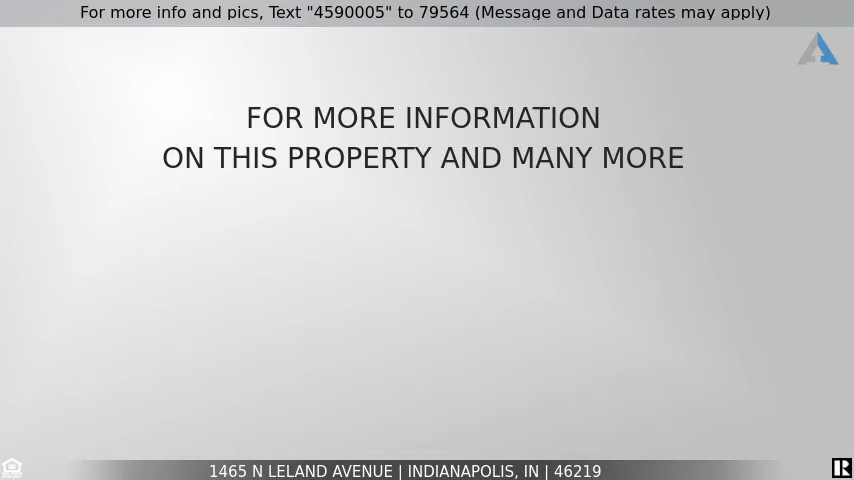 For more info and pics, Text "4590005" to 79564 (Message and Data rates may apply)
FOR MORE INFORMATION
ON THIS PROPERTY AND MANY MORE
1465 N LELAND AVENUE | INDIANAPOLIS, IN | 46219